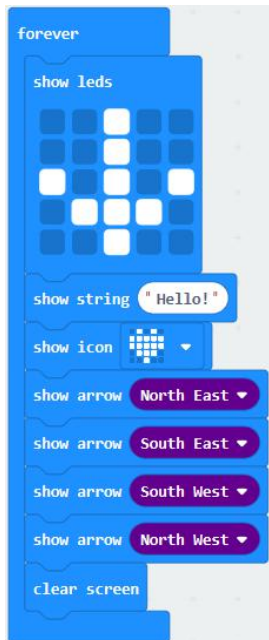 forever
show leds
show string "Hello!"
show icon
show arrow North East
show arrow South East
show arrow South West
show arrow North West
clear screen